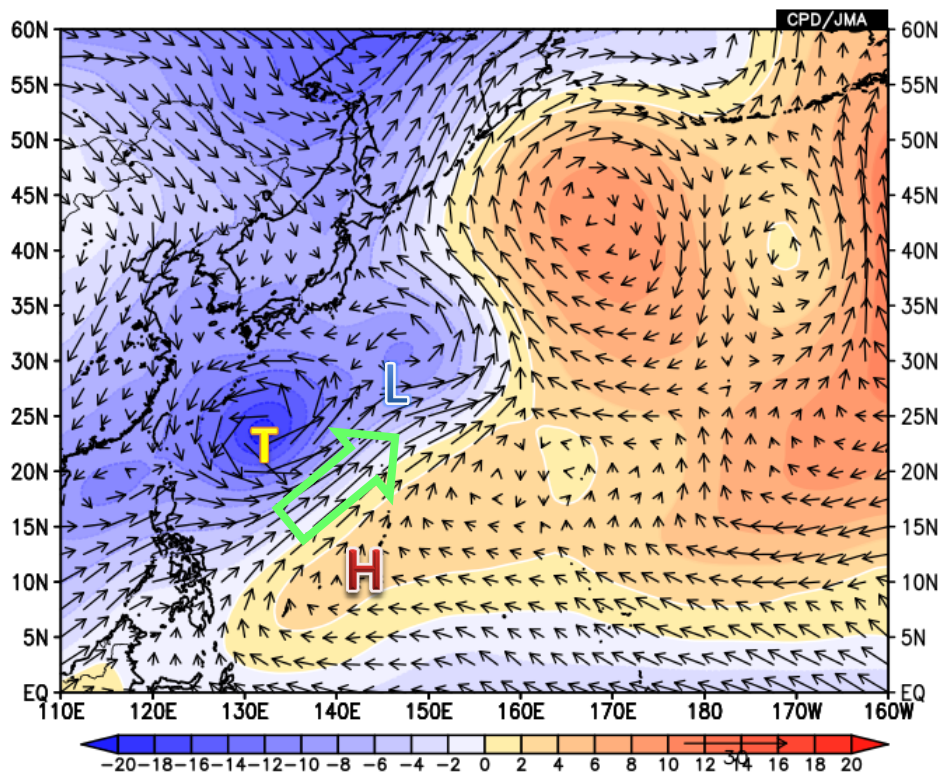 CPD/JMA
60N 60N
55N 55N
50N 50N
45N 45N
40N 40N
35N 35N
30N 30N
L
25N 25N
T
20N 20N
15N 15N
H
10N 10N
5N 5N
EQ EQ
110E 120E 130E 140E 150E 160E 170E 180 170W 160W
-20 -18 -16 -14 -12 -10 -8 -6 -4 -2 0 2 4 6 8 10 12 14 16 18 20
30